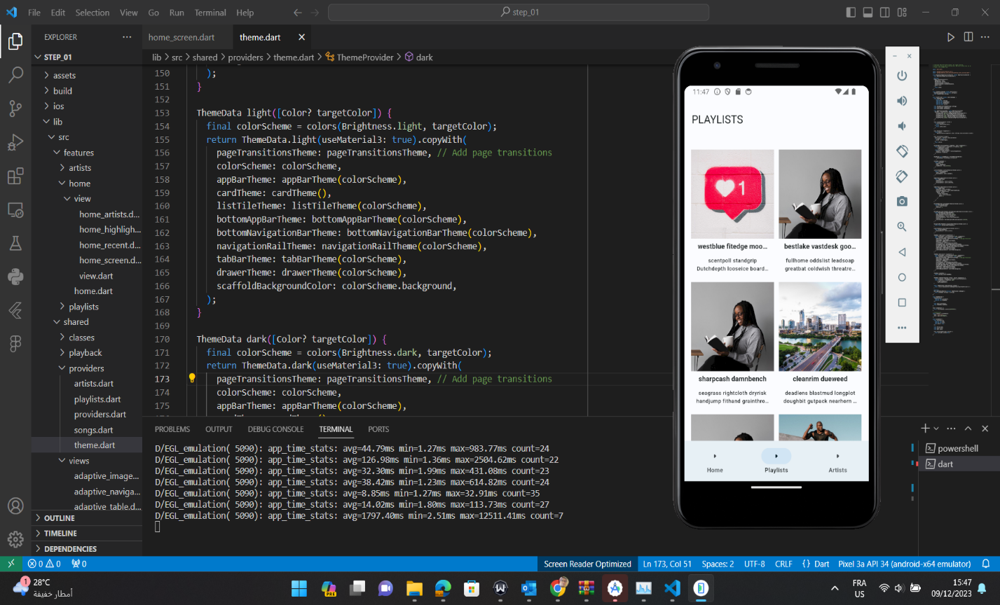 File Edit Selection View Go Run Terminal Help
step_01
EXPLORER
STEP_01
assets
build
ios
lib
src
features
artists
home
view
home_artists.d...
home_highligh...
home_recent.d...
home_screen.d...
view.dart
home.dart
playlists
shared
classes
playback
providers
artists.dart
playlists.dart
providers.dart
songs.dart
theme.dart
views
adaptive_image...
adaptive_naviga...
adaptive_table.d...
OUTLINE
TIMELINE
DEPENDENCIES
home_screen.dart theme.dart
lib > src > shared > providers > theme.dart > ThemeProvider > dark
150 );
151 }
152
153 ThemeData light([Color? targetColor]) {
154 final colorScheme = colors(Brightness.light, targetColor);
155 return ThemeData.light(useMaterial3: true).copyWith(
156 pageTransitionsTheme: pageTransitionsTheme, // Add page transitions
157 colorScheme: colorScheme,
158 appBarTheme: appBarTheme(colorScheme),
159 cardTheme: cardTheme(),
160 listTileTheme: listTileTheme(colorScheme),
161 bottomAppBarTheme: bottomAppBarTheme(colorScheme),
162 bottomNavigationBarTheme: bottomNavigationBarTheme(colorScheme),
163 navigationRailTheme: navigationRailTheme(colorScheme),
164 tabBarTheme: tabBarTheme(colorScheme),
165 drawerTheme: drawerTheme(colorScheme),
166 scaffoldBackgroundColor: colorScheme.background,
167 );
168 }
169
170 ThemeData dark([Color? targetColor]) {
171 final colorScheme = colors(Brightness.dark, targetColor);
172 return ThemeData.dark(useMaterial3: true).copyWith(
173 pageTransitionsTheme: pageTransitionsTheme, // Add page transitions
174 colorScheme: colorScheme,
175 appBarTheme: appBarTheme(colorScheme),
PROBLEMS OUTPUT DEBUG CONSOLE TERMINAL PORTS
D/EGL_emulation( 5090): app_time_stats: avg=44.79ms min=1.27ms max=983.77ms count=24
D/EGL_emulation( 5090): app_time_stats: avg=126.98ms min=1.36ms max=2504.62ms count=22
D/EGL_emulation( 5090): app_time_stats: avg=32.30ms min=1.99ms max=431.08ms count=23
D/EGL_emulation( 5090): app_time_stats: avg=38.42ms min=1.23ms max=614.82ms count=24
D/EGL_emulation( 5090): app_time_stats: avg=8.85ms min=1.27ms max=32.91ms count=35
D/EGL_emulation( 5090): app_time_stats: avg=14.02ms min=1.80ms max=113.73ms count=27
D/EGL_emulation( 5090): app_time_stats: avg=1797.40ms min=2.51ms max=12511.41ms count=7
powershell
dart
11:47
PLAYLISTS
1
westblue fitedge moo... bestlake vastdesk goo...
scentpoll standgrip fullhome oddslist leadsoap
Dutchdepth looseice board... greatbat coldwish threatre...
sharpcash damnbench cleanrim dueweed
seagrass rightcloth dryrisk deadlens blastmud longplot
handjump fithand grainthro... doughbit gutpack nearhorn ...
Home Playlists Artists
0 0 0 Screen Reader Optimized Ln 173, Col 51 Spaces: 2 UTF-8 CRLF {} Dart Pixel 3a API 34 (android-x64 emulator)
1
28°C
أمطار خفيفة
PRE
FRA
US
15:47
09/12/2023